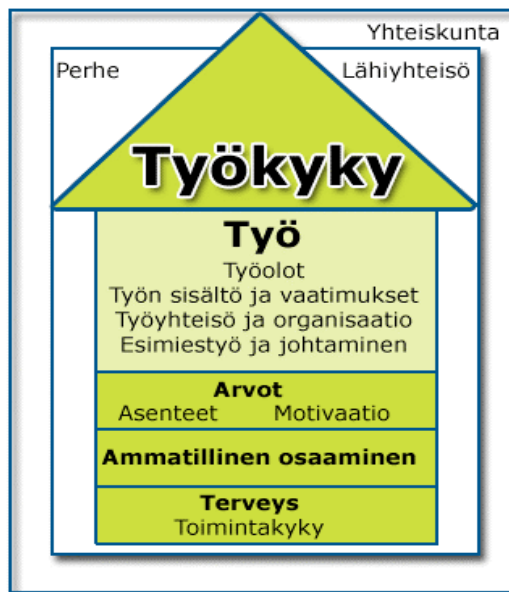 Yhteiskunta
Perhe
Lähiyhteisö
Työkyky
Työ
Työolot
Työn sisältö ja vaatimukset
Työyhteisö ja organisaatio
Esimiestyö ja johtaminen
Arvot
Asenteet Motivaatio
Ammatillinen osaaminen
Terveys
Toimintakyky